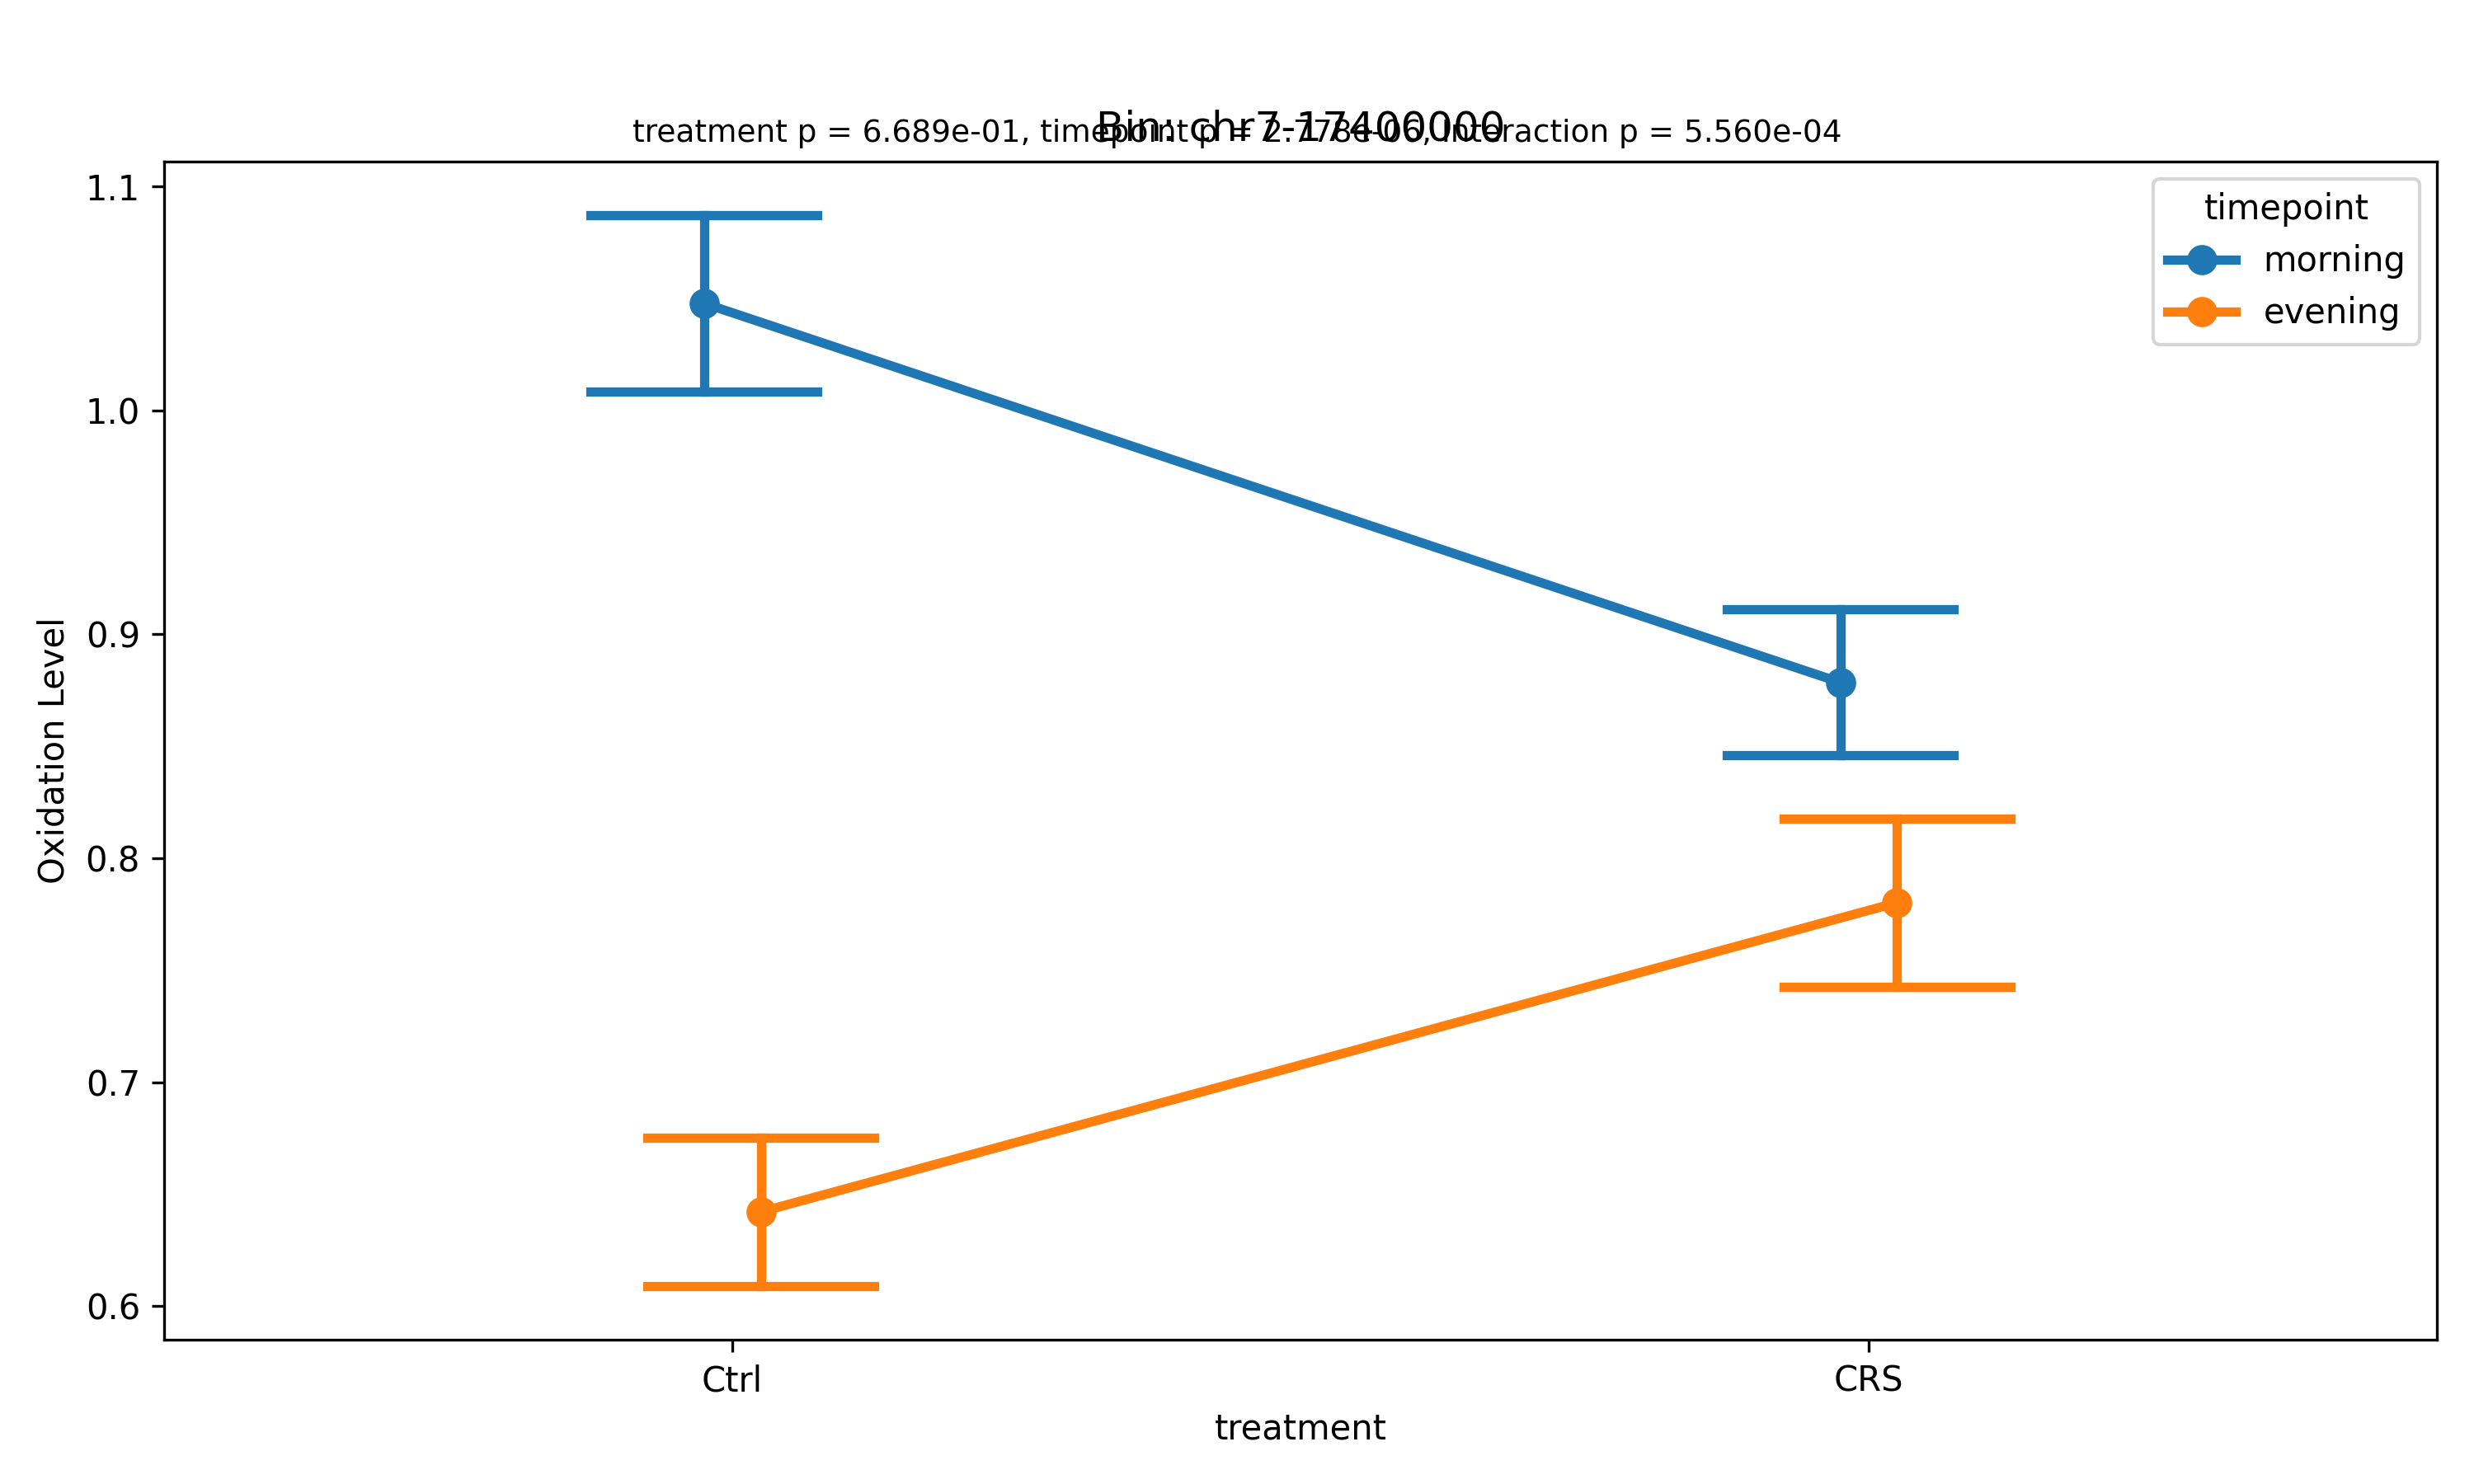 Bin: chr7-17400000
treatment p = 6.689e-01, timepoint p = 2.778e-06, interaction p = 5.560e-04
timepoint
morning
evening
Oxidation Level
1.1
1.0
0.9
0.8
0.7
0.6
Ctrl
CRS
treatment